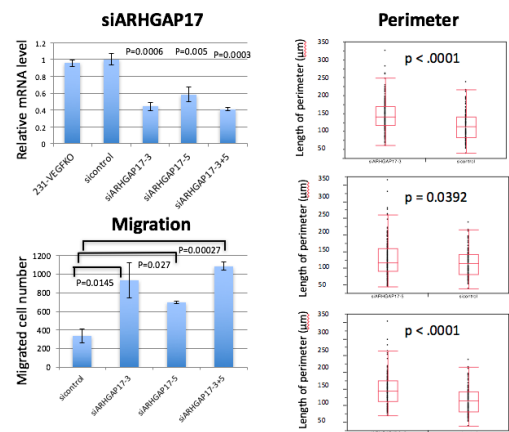 siARHGAP17
Relative mRNA level
1.2
1
0.8
0.6
0.4
0.2
0
P=0.0006
P=0.005
P=0.0003
231-VEGFKO
sicontrol
siARHGAP17-3
siARHGAP17-5
siARHGAP17-3+5
Migration
Migrated cell number
1200
1000
800
600
400
200
0
P=0.00027
P=0.027
P=0.0145
sicontrol
siARHGAP17-3
siARHGAP17-5
siARHGAP17-3+5
Perimeter
Length of perimeter (µm)
350
300
250
200
150
100
50
p < .0001
siARHGAP17-3
sicontrol
Length of perimeter (µm)
350
300
250
200
150
100
50
p = 0.0392
siARHGAP17-5
sicontrol
Length of perimeter (µm)
350
300
250
200
150
100
50
p < .0001